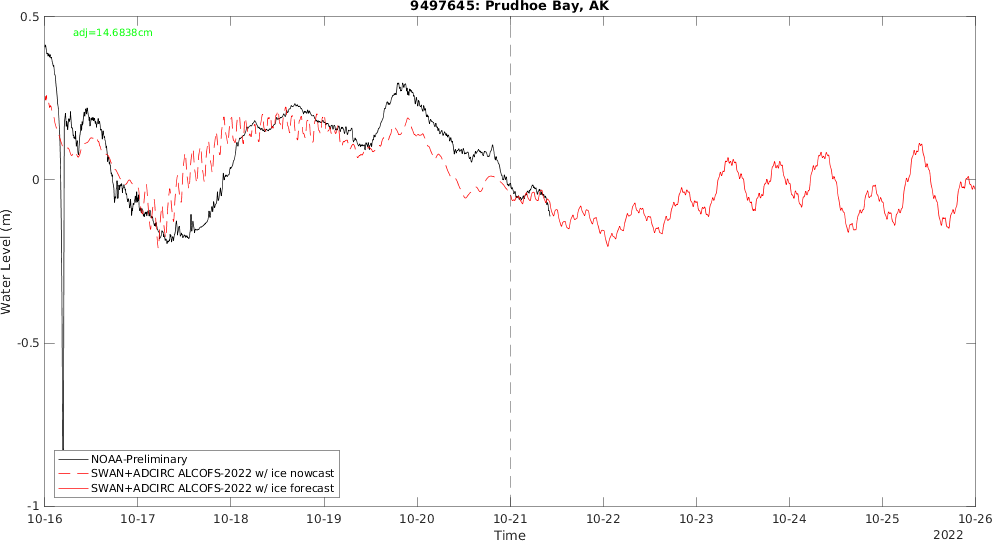 9497645: Prudhoe Bay, AK
0.5
adj=14.6838cm
0
-0.5
-1
Water Level (m)
NOAA-Preliminary
SWAN+ADCIRC ALCOFS-2022 w/ ice nowcast
SWAN+ADCIRC ALCOFS-2022 w/ ice forecast
10-16 10-17 10-18 10-19 10-20 10-21 10-22 10-23 10-24 10-25 10-26
Time
2022